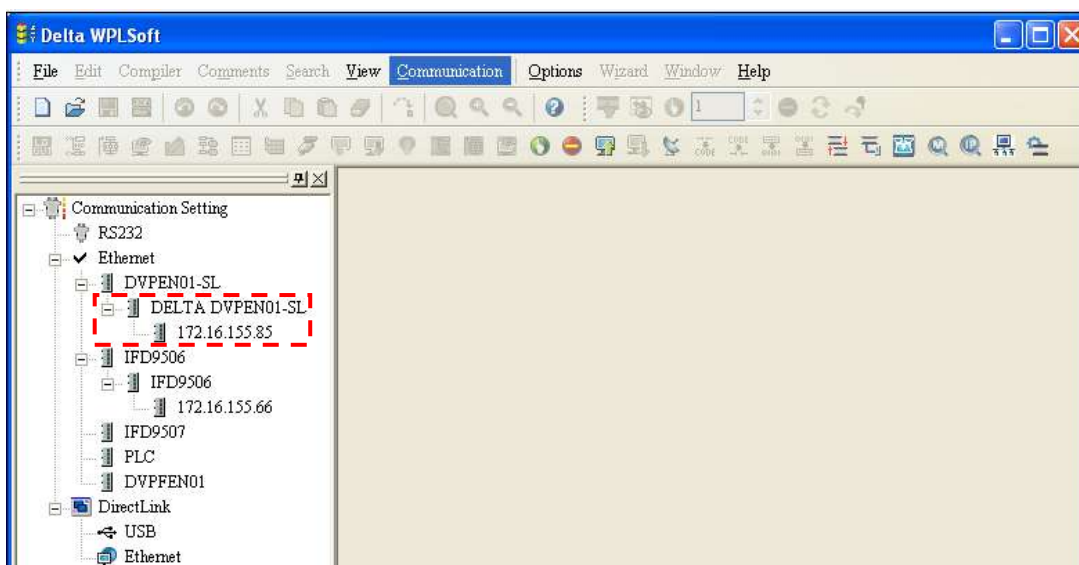 Delta WPLSoft
File Edit Compiler Comments Search View Communication Options Wizard Window Help
1
Communication Setting
RS232
Ethernet
DVPEN01-SL
DELTA DVPEN01-SL
172.16.155.85
IFD9506
IFD9506
172.16.155.66
IFD9507
PLC
DVPFEN01
DirectLink
USB
Ethernet